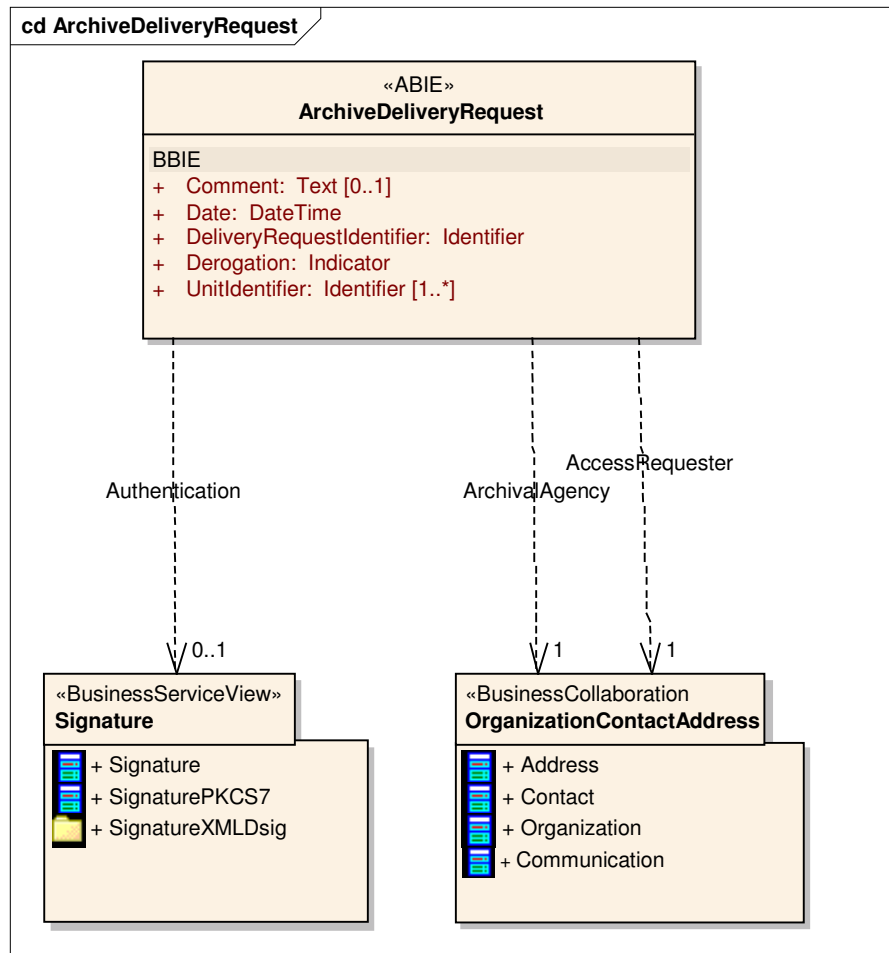 cd ArchiveDeliveryRequest
«ABIE»
ArchiveDeliveryRequest
BBIE
+ Comment: Text [0..1]
+ Date: DateTime
+ DeliveryRequestIdentifier: Identifier
+ Derogation: Indicator
+ UnitIdentifier: Identifier [1..*]
AccessRequester
Authentication
ArchivalAgency
0..1
1
1
«BusinessServiceView»
Signature
+ Signature
+ SignaturePKCS7
+ SignatureXMLDsig
«BusinessCollaboration
OrganizationContactAddress
+ Address
+ Contact
+ Organization
+ Communication